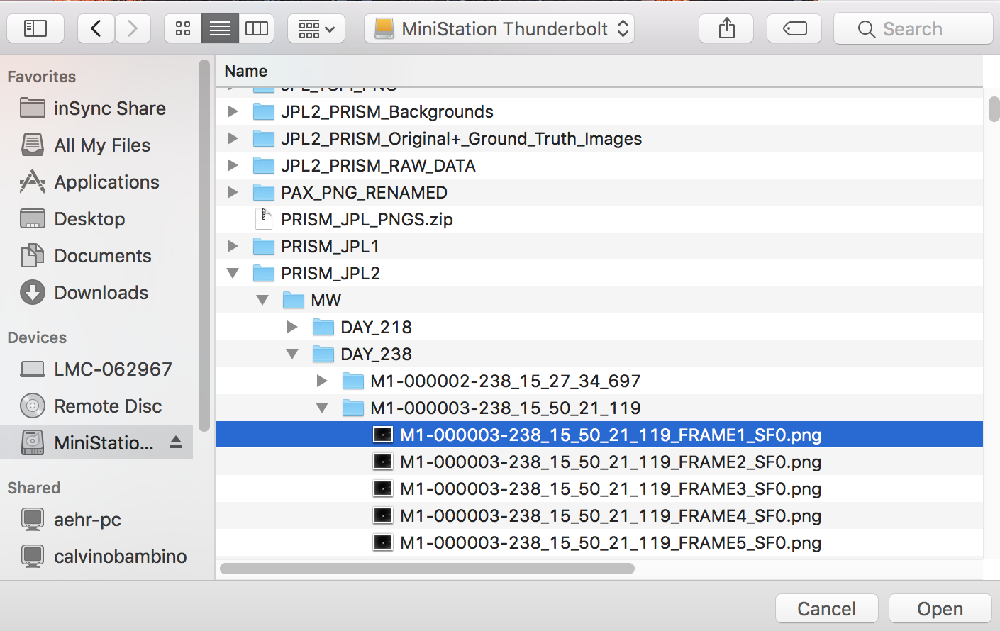 MiniStation Thunderbolt
Search
Favorites
inSync Share
All My Files
Applications
Desktop
Documents
Downloads
Devices
LMC-062967
Remote Disc
MiniStatio...
Shared
aehr-pc
calvinobambino
Name
JPL2_PRISM_Backgrounds
JPL2_PRISM_Original+_Ground_Truth_Images
JPL2_PRISM_RAW_DATA
PAX_PNG_RENAMED
PRISM_JPL_PNGS.zip
PRISM_JPL1
PRISM_JPL2
MW
DAY_218
DAY_238
M1-000002-238_15_27_34_697
M1-000003-238_15_50_21_119
M1-000003-238_15_50_21_119_FRAME1_SF0.png
M1-000003-238_15_50_21_119_FRAME2_SF0.png
M1-000003-238_15_50_21_119_FRAME3_SF0.png
M1-000003-238_15_50_21_119_FRAME4_SF0.png
M1-000003-238_15_50_21_119_FRAME5_SF0.png
Cancel
Open